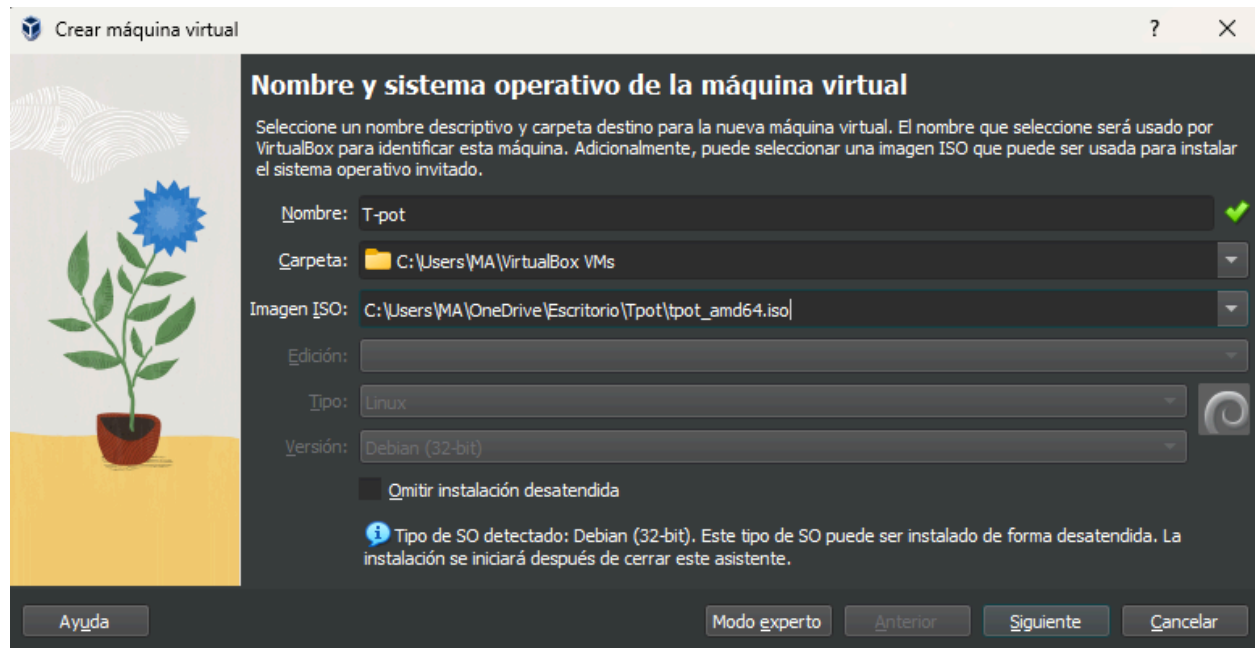 Crear máquina virtual
?
Nombre y sistema operativo de la máquina virtual
Seleccione un nombre descriptivo y carpeta destino para la nueva máquina virtual. El nombre que seleccione será usado por
VirtualBox para identificar esta máquina. Adicionalmente, puede seleccionar una imagen ISO que puede ser usada para instalar
el sistema operativo invitado.
Nombre: T-pot
Carpeta: C:\Users\MA\VirtualBox VMs
Imagen ISO: C:\Users\MA\OneDrive\Escritorio\Tpot\tpot_amd64.iso
Edición:
Tipo: Linux
Versión: Debian (32-bit)
Omitir instalación desatendida
Tipo de SO detectado: Debian (32-bit). Este tipo de SO puede ser instalado de forma desatendida. La
instalación se iniciará después de cerrar este asistente.
Ayuda Modo experto Anterior Siguiente Cancelar